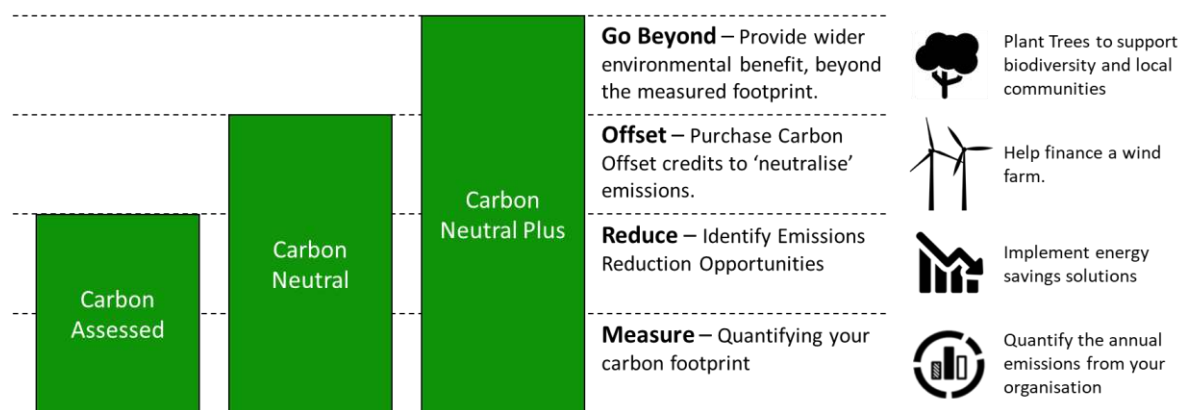 Carbon
Assessed
Carbon
Neutral
Carbon
Neutral Plus
Go Beyond – Provide wider
environmental benefit, beyond
the measured footprint.
Plant Trees to support
biodiversity and local
communities
Offset – Purchase Carbon
Offset credits to ‘neutralise’
emissions.
Help finance a wind
farm.
Reduce – Identify Emissions
Reduction Opportunities
Implement energy
savings solutions
Measure – Quantifying your
carbon footprint
Quantify the annual
emissions from your
organisation